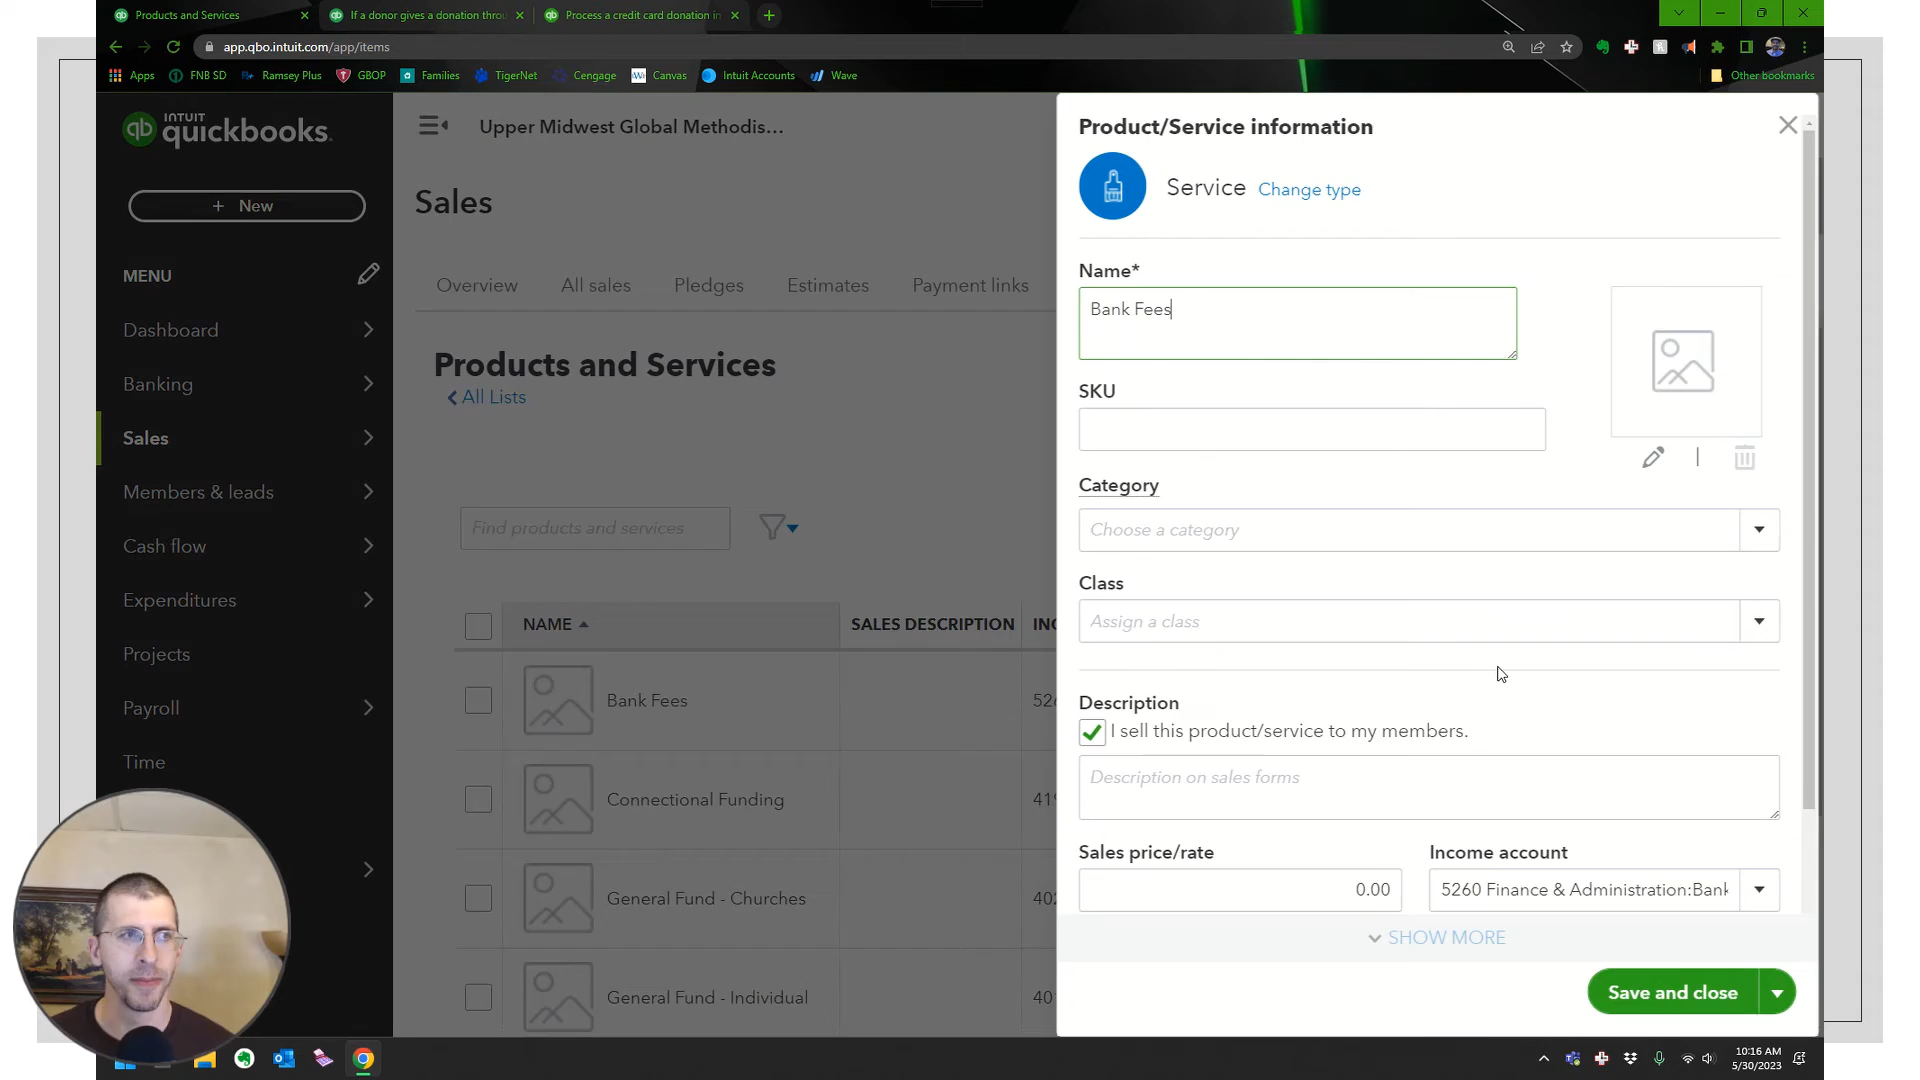 Products and Services
If a donor gives a donation throu
Process a credit card donation in
app.qbo.intuit.com/app/items
Apps
FNB SD
Ramsey Plus
GBOP
Families
TigerNet
Cengage
Canvas
Intuit Accounts
Wave
Other bookmarks
qb INTUIT
quickbooks.
+ New
MENU
Dashboard
Banking
Sales
Members & leads
Cash flow
Expenditures
Projects
Payroll
Time
Upper Midwest Global Methodis...
Sales
Overview
All sales
Pledges
Estimates
Payment links
Products and Services
All Lists
Find products and services
NAME
SALES DESCRIPTION
Bank Fees
Connectional Funding
General Fund - Churches
General Fund - Individual
Product/Service information
Service
Change type
Name*
Bank Fees
SKU
Category
Choose a category
Class
Assign a class
Description
I sell this product/service to my members.
Description on sales forms
Sales price/rate
Income account
0.00
5260 Finance & Administration:Bank
SHOW MORE
Save and close
10:16 AM
5/30/2023